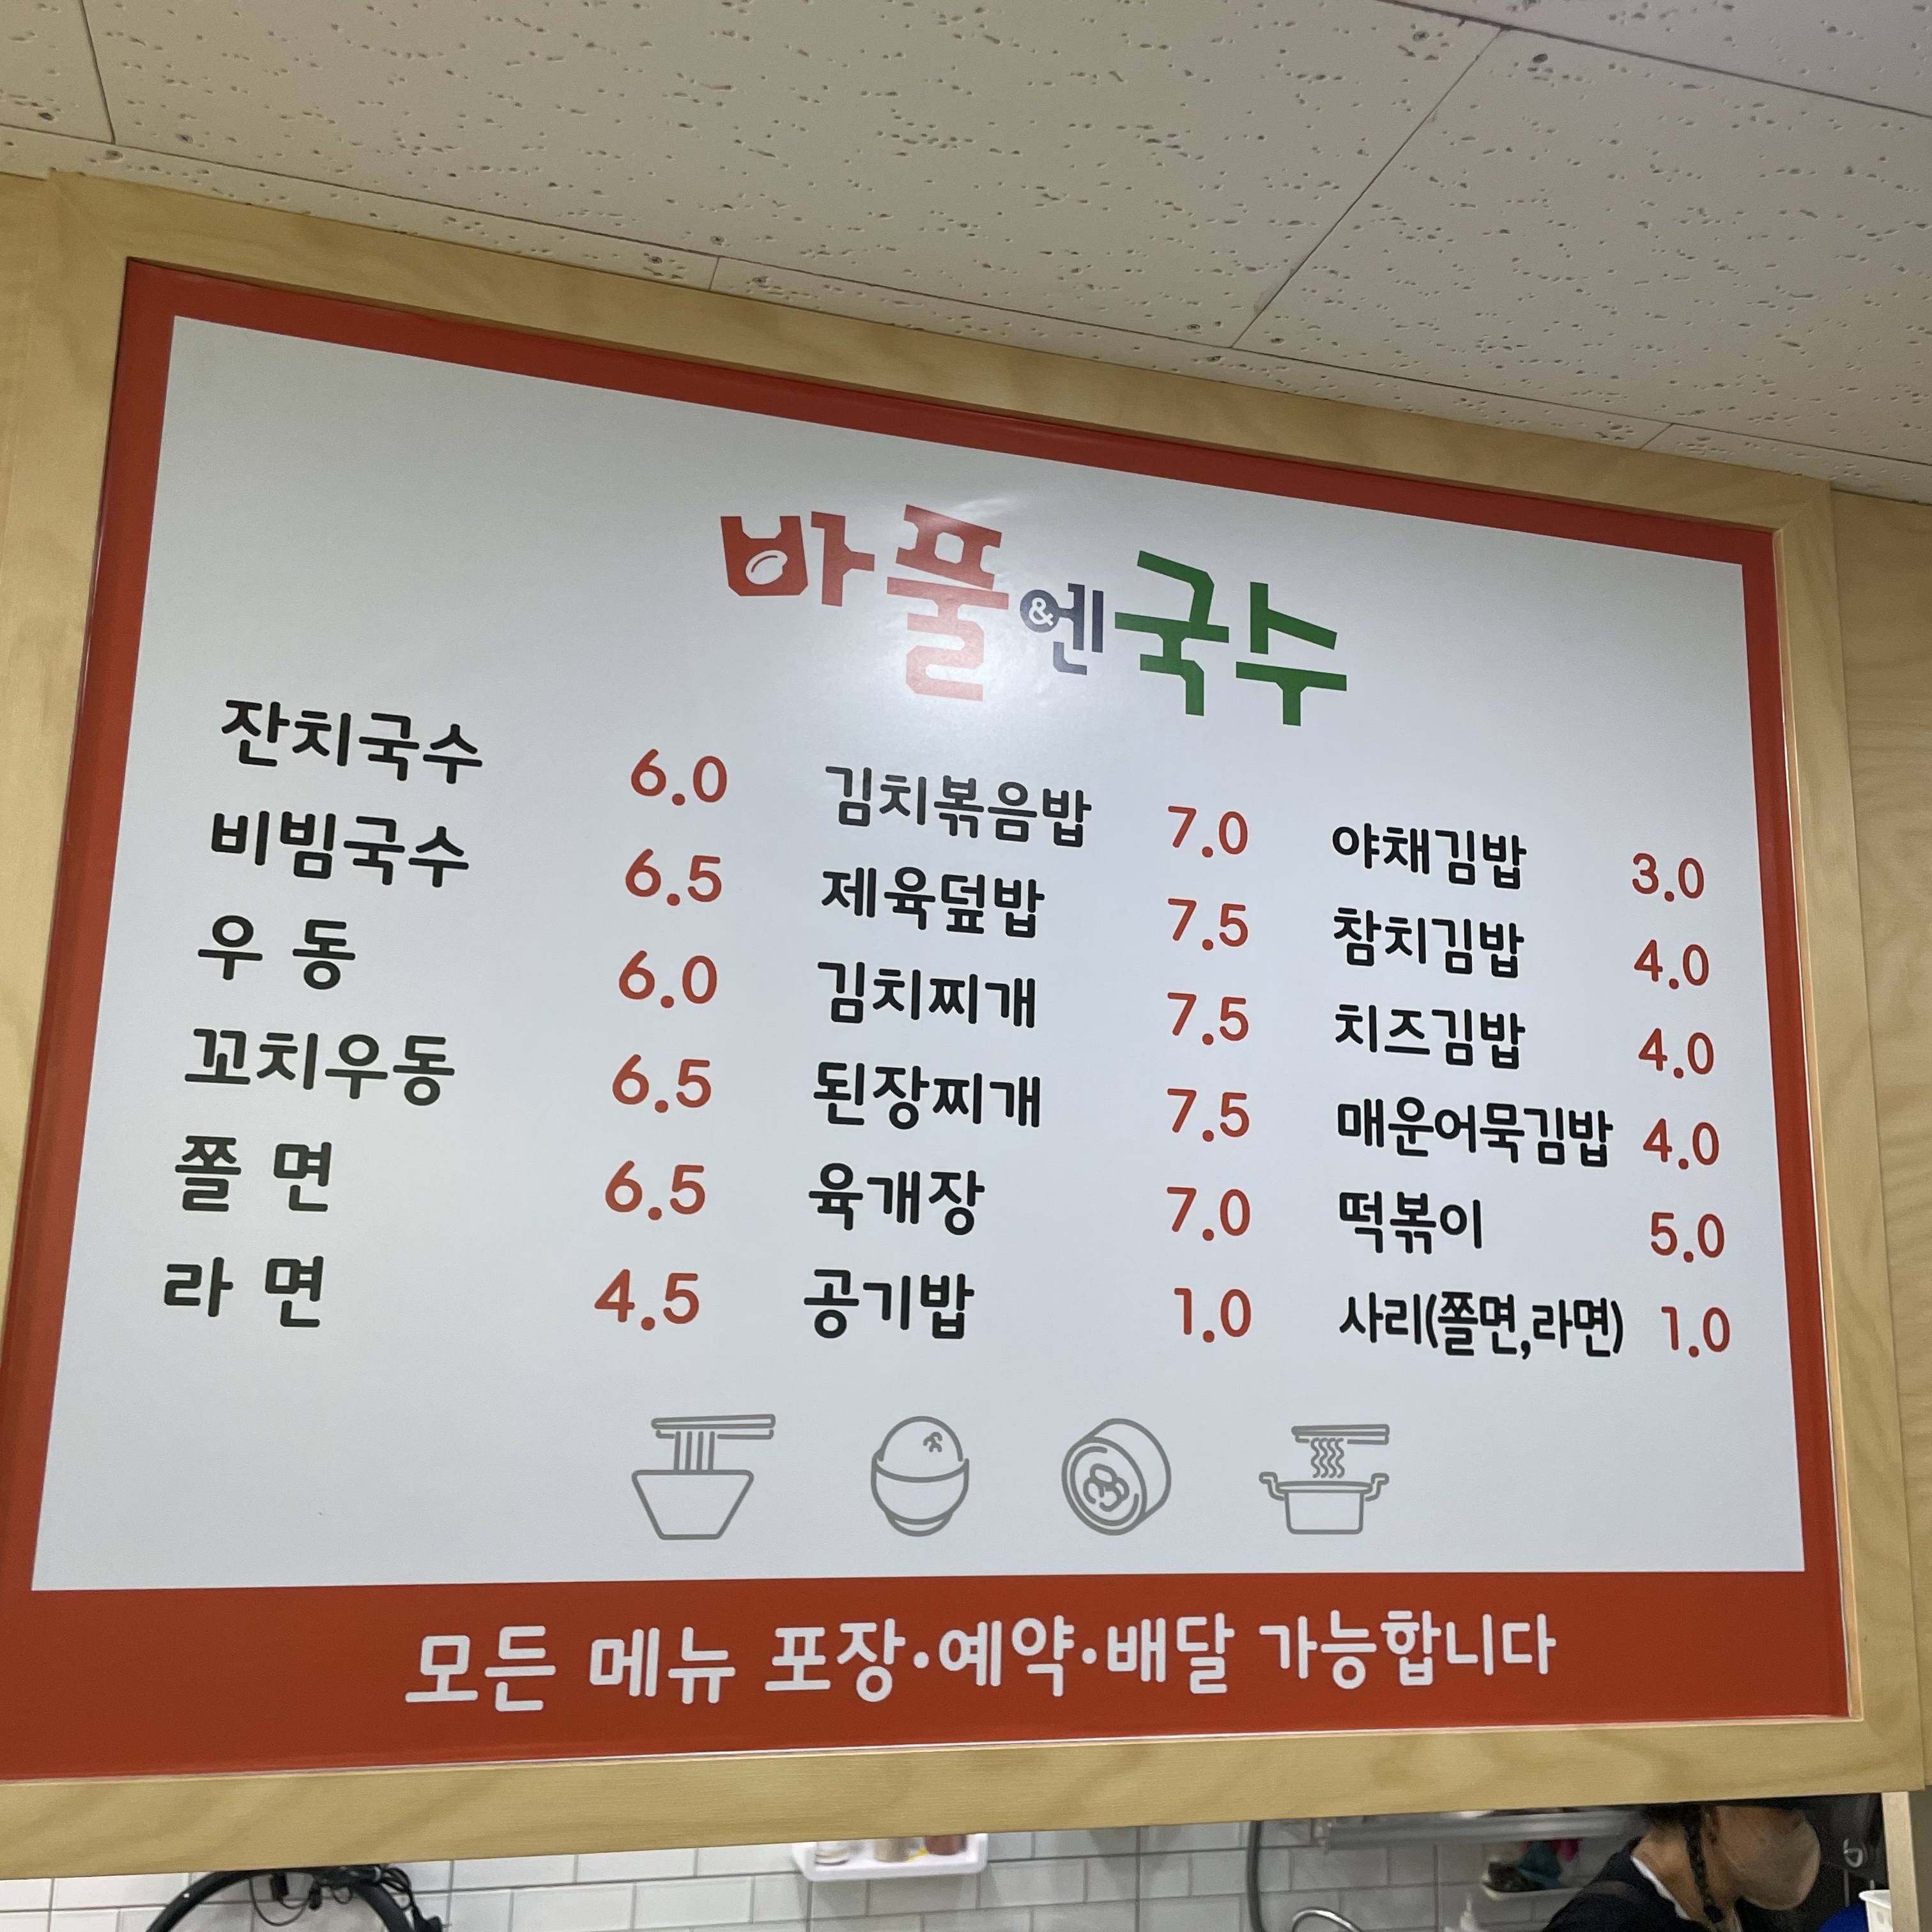 바풀&엔국수
잔치국수 6.0
비빔국수 6.5
우 동 6.0
꼬치우동 6.5
쫄 면 6.5
라 면 4.5
김치볶음밥 7.0
제육덮밥 7.5
김치찌개 7.5
된장찌개 7.5
육개장 7.0
공기밥 1.0
야채김밥 3.0
참치김밥 4.0
치즈김밥 4.0
매운어묵김밥 4.0
떡볶이 5.0
사리(쫄면,라면) 1.0
모든 메뉴 포장·예약·배달 가능합니다